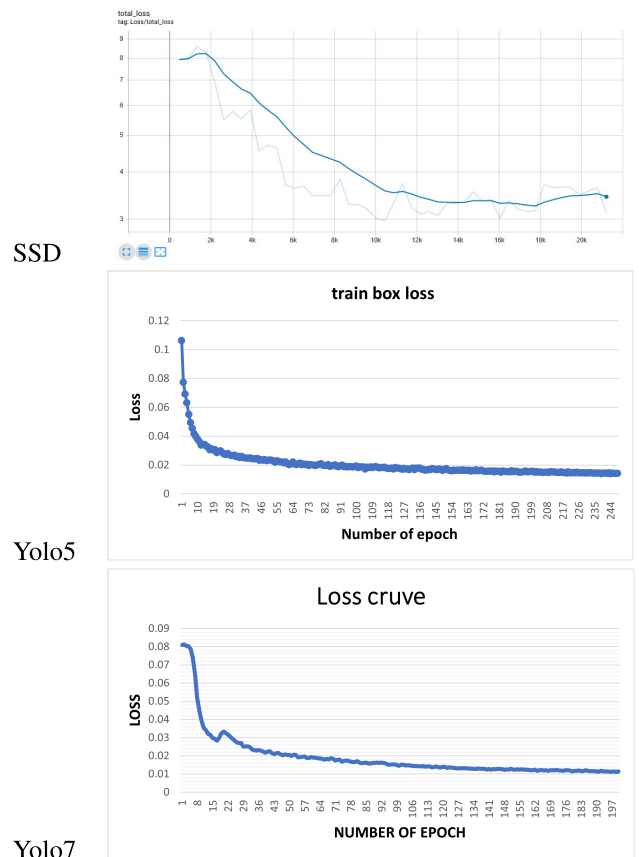 total_loss
tag: Loss/total_loss
9
8
7
6
5
4
3
0 2k 4k 6k 8k 10k 12k 14k 16k 18k 20k
SSD
train box loss
0.12
0.1
0.08
0.06
0.04
0.02
0
Loss
1 10 19 28 37 46 55 64 73 82 91 100 109 118 127 136 145 154 163 172 181 190 199 208 217 226 235 244
Number of epoch
Yolo5
Loss cruve
0.09
0.08
0.07
0.06
0.05
0.04
0.03
0.02
0.01
0
LOSS
1 8 15 22 29 36 43 50 57 64 71 78 85 92 99 106 113 120 127 134 141 148 155 162 169 176 183 190 197
NUMBER OF EPOCH
Yolo7